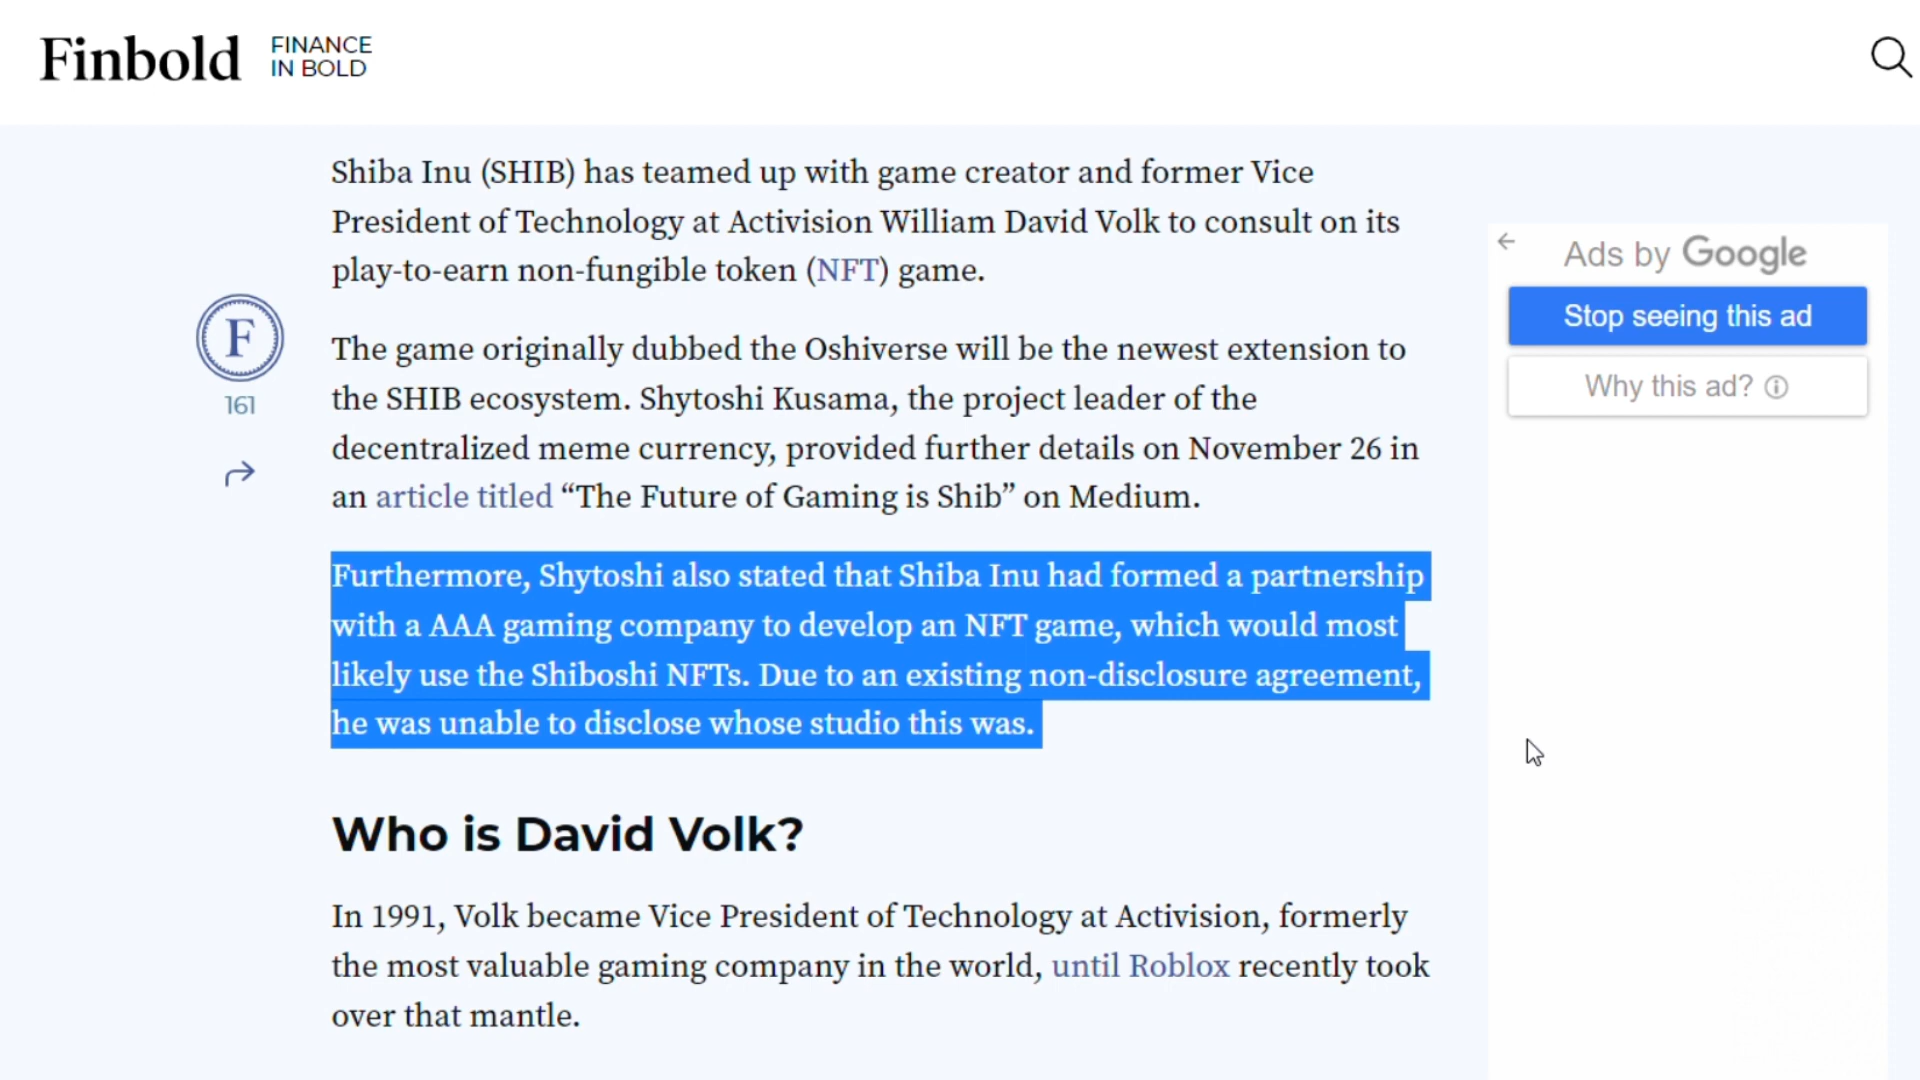 Finbold
FINANCE
IN BOLD
Shiba Inu (SHIB) has teamed up with game creator and former Vice
President of Technology at Activision William David Volk to consult on its
play-to-earn non-fungible token (NFT) game.
F
161
The game originally dubbed the Oshiverse will be the newest extension to
the SHIB ecosystem. Shytoshi Kusama, the project leader of the
decentralized meme currency, provided further details on November 26 in
an article titled “The Future of Gaming is Shib” on Medium.
Furthermore, Shytoshi also stated that Shiba Inu had formed a partnership
with a AAA gaming company to develop an NFT game, which would most
likely use the Shiboshi NFTs. Due to an existing non-disclosure agreement,
he was unable to disclose whose studio this was.
Who is David Volk?
In 1991, Volk became Vice President of Technology at Activision, formerly
the most valuable gaming company in the world, until Roblox recently took
over that mantle.
Ads by Google
Stop seeing this ad
Why this ad?